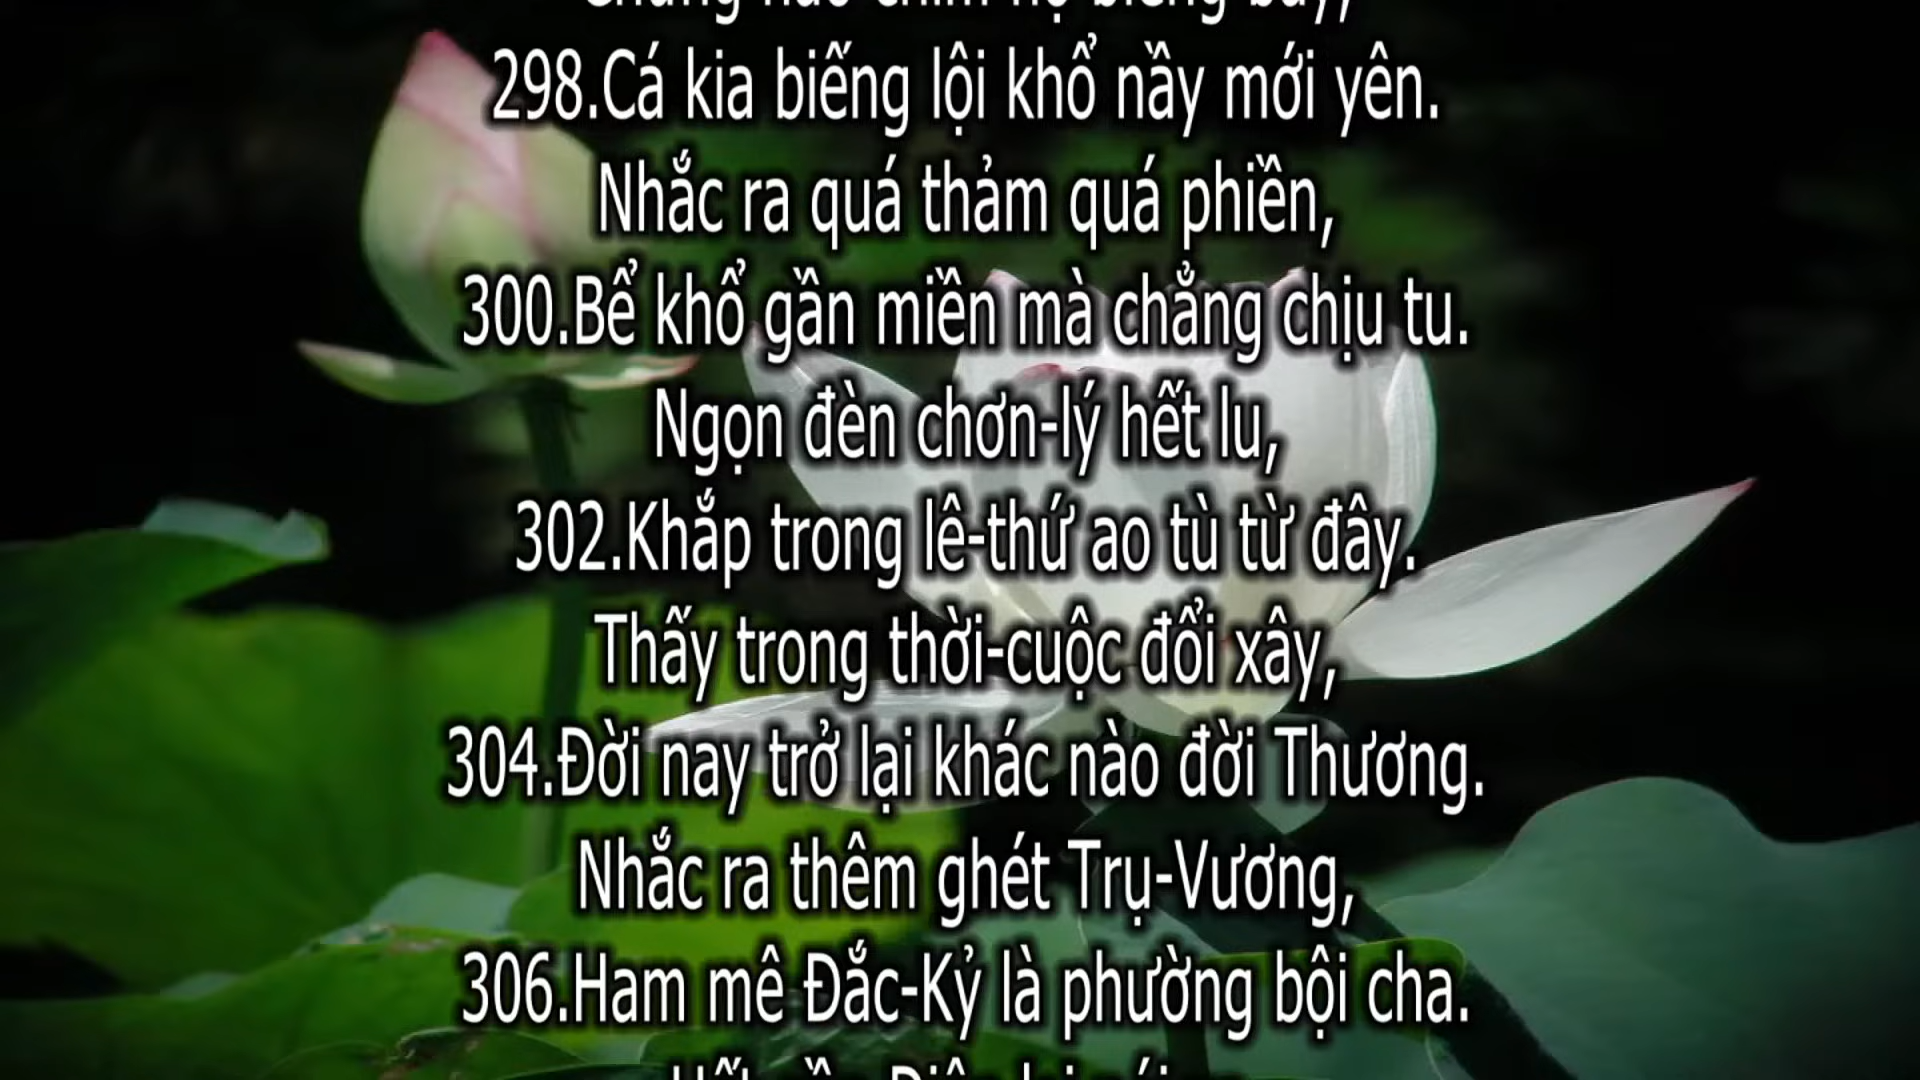 298.Cá kia biếng lội khổ nầy mới yên.
Nhắc ra quá thảm quá phiền,
300.Bể khổ gần miền mà chẳng chịu tu.
Ngọn đèn chơn-lý hết lu,
302.Khắp trong lê-thứ ao tù từ đây.
Thấy trong thời-cuộc đổi xây,
304.Đời nay trở lại khác nào đời Thương.
Nhắc ra thêm ghét Trụ-Vương,
306.Ham mê Đắc-Kỷ là phường bội cha.